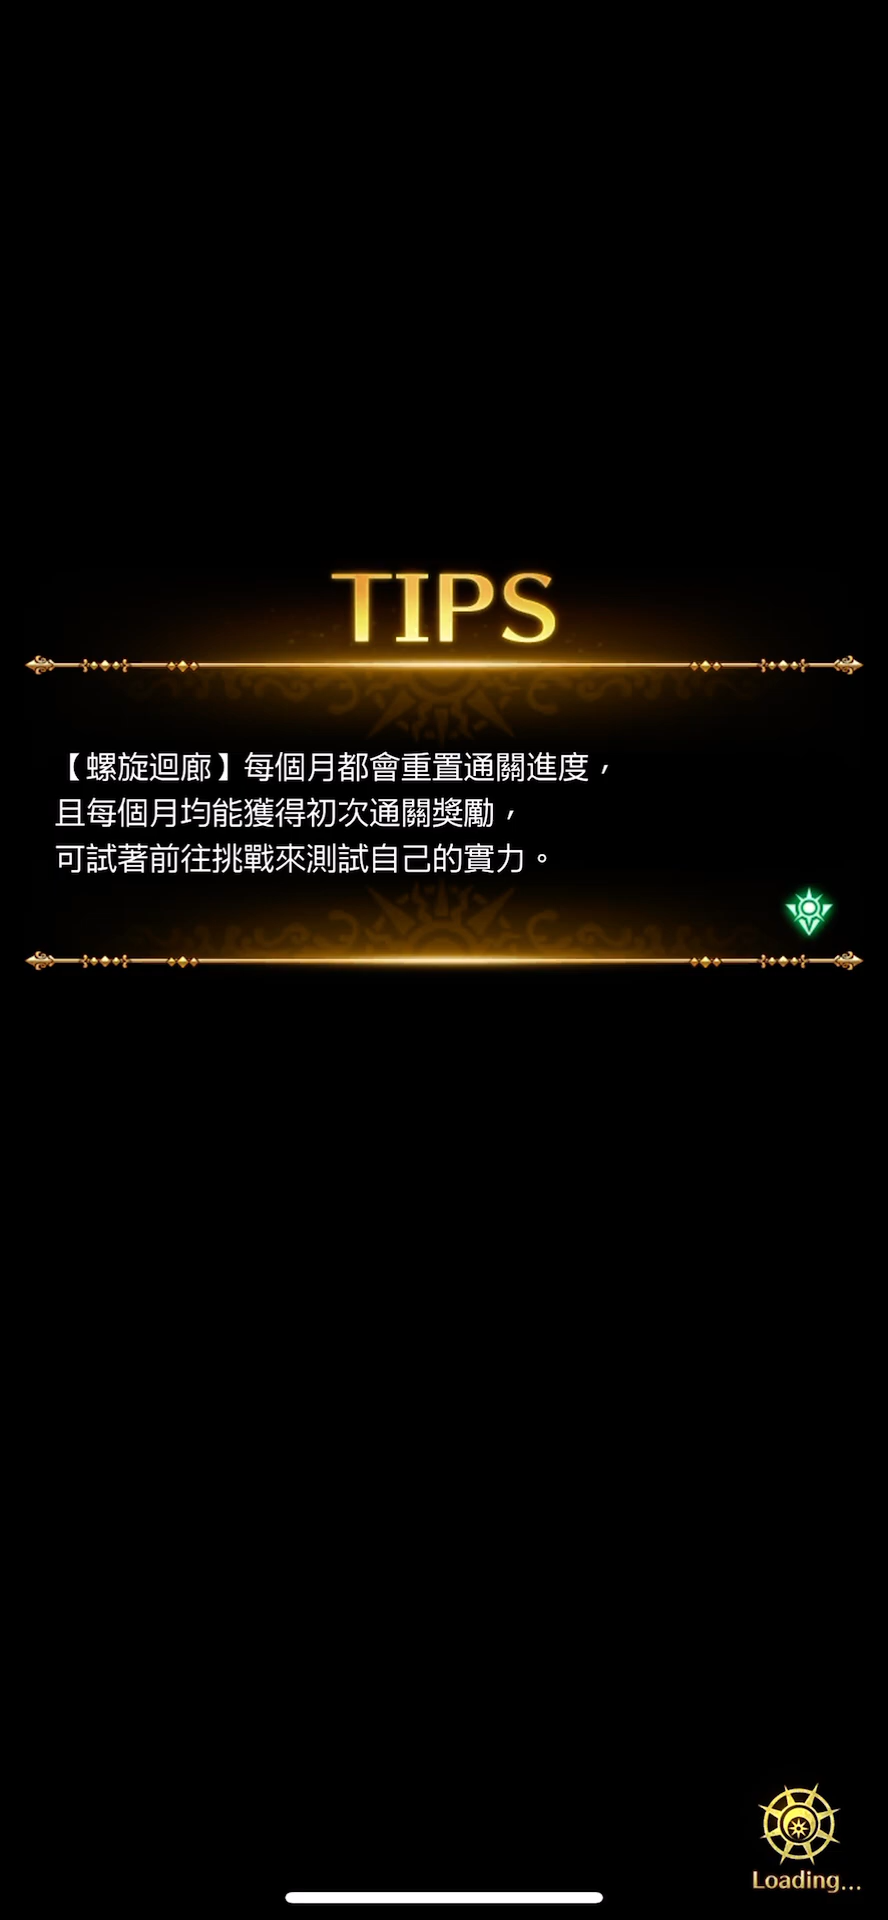 TIPS
【螺旋迴廊】每個月都會重置通關進度，
且每個月均能獲得初次通關獎勵，
可試著前往挑戰來測試自己的實力。
Loading...